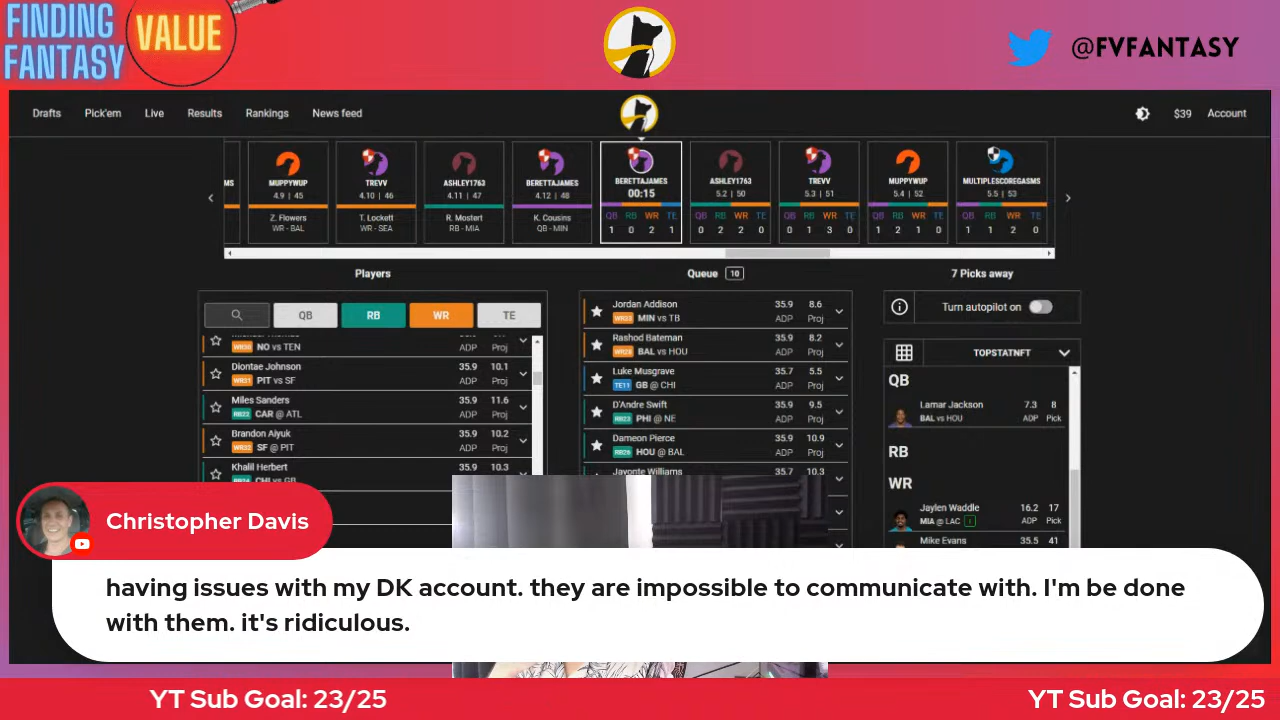 FINDING
FANTASY
VALUE
@FVFANTASY
Drafts Pick'em Live Results Rankings News feed
$39 Account
MS
MUPPYWUP
4.9 | 45
Z. Flowers
WR - BAL
TREVV
4.10 | 46
T. Lockett
WR - SEA
ASHLEY1763
4.11 | 47
R. Mostert
RB - MIA
BERETTAJAMES
4.12 | 48
K. Cousins
QB - MIN
BERETTAJAMES
00:15
QB RB WR TE
1 0 2 1
ASHLEY1763
5.2 | 50
QB RB WR TE
0 2 2 0
TREVV
5.3 | 51
QB RB WR TE
0 1 3 0
MUPPYWUP
5.4 | 52
QB RB WR TE
1 2 1 0
MULTIPLESCOREGASMS
5.5 | 53
QB RB WR TE
1 1 2 0
Players
QB RB WR TE
WR30 NO vs TEN ADP Proj
Diontae Johnson 35.9 10.1
WR31 PIT vs SF ADP Proj
Miles Sanders 35.9 11.6
RB22 CAR @ ATL ADP Proj
Brandon Aiyuk 35.9 10.2
WR32 SF @ PIT ADP Proj
Khalil Herbert 35.9 10.3
CHI vs GB
Queue 10
Jordan Addison 35.9 8.6
MIN vs TB ADP Proj
Rashod Bateman 35.9 8.2
BAL vs HOU ADP Proj
Luke Musgrave 35.7 5.5
TE11 GB @ CHI ADP Proj
D'Andre Swift 35.9 9.5
RB23 PHI @ NE ADP Proj
Dameon Pierce 35.9 10.9
HOU @ BAL ADP Proj
Javonte Williams 35.7 10.3
7 Picks away
Turn autopilot on
TOPSTATNFT
QB
Lamar Jackson 7.3 8
BAL vs HOU ADP Pick
RB
WR
Jaylen Waddle 16.2 17
MIA @ LAC ADP Pick
Mike Evans 35.5 41
Christopher Davis
having issues with my DK account. they are impossible to communicate with. I'm be done
with them. it's ridiculous.
YT Sub Goal: 23/25 YT Sub Goal: 23/25